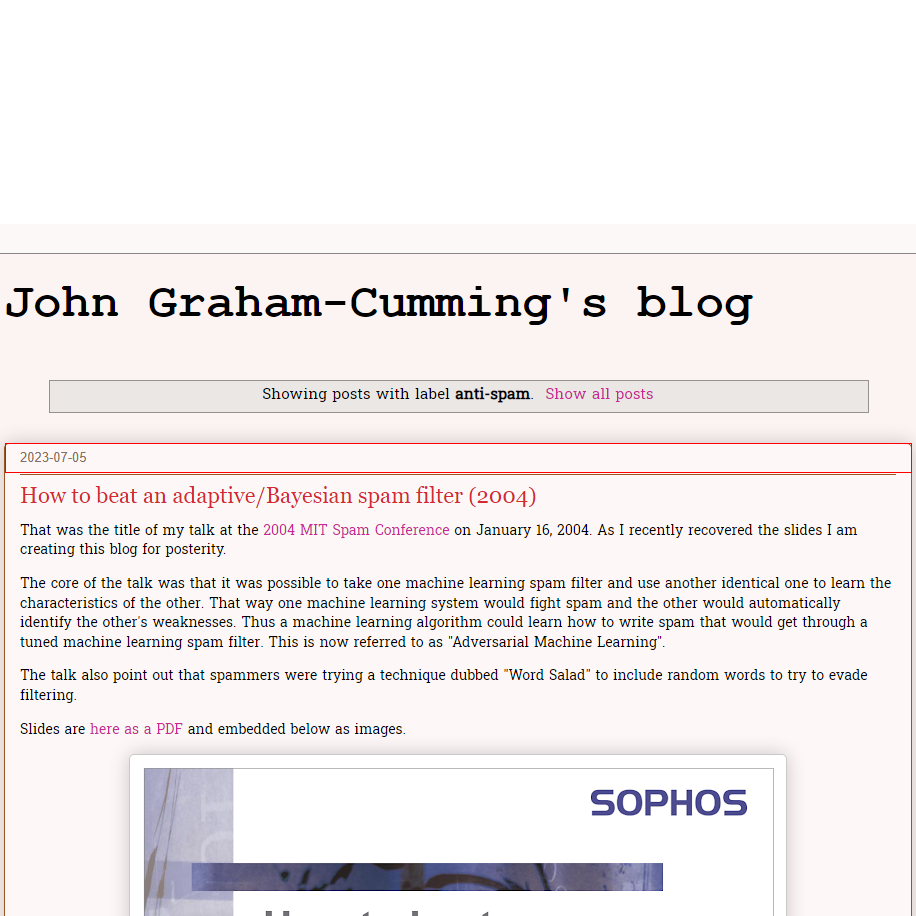 John Graham-Cumming's blog
Showing posts with label anti-spam. Show all posts
2023-07-05
How to beat an adaptive/Bayesian spam filter (2004)
That was the title of my talk at the 2004 MIT Spam Conference on January 16, 2004. As I recently recovered the slides I am
creating this blog for posterity.
The core of the talk was that it was possible to take one machine learning spam filter and use another identical one to learn the
characteristics of the other. That way one machine learning system would fight spam and the other would automatically
identify the other's weaknesses. Thus a machine learning algorithm could learn how to write spam that would get through a
tuned machine learning spam filter. This is now referred to as "Adversarial Machine Learning".
The talk also point out that spammers were trying a technique dubbed "Word Salad" to include random words to try to evade
filtering.
Slides are here as a PDF and embedded below as images.
SOPHOS